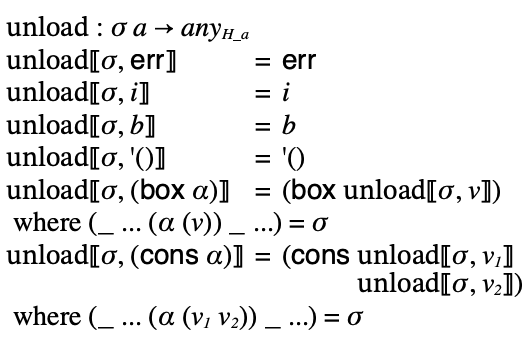 unload : σ a → any_H_a
unload⟦σ, err⟧ = err
unload⟦σ, i⟧ = i
unload⟦σ, b⟧ = b
unload⟦σ, '()⟧ = '()
unload⟦σ, (box α)⟧ = (box unload⟦σ, v⟧)
where (_ ... (α (v)) _ ...) = σ
unload⟦σ, (cons α)⟧ = (cons unload⟦σ, v₁⟧
unload⟦σ, v₂⟧)
where (_ ... (α (v₁ v₂)) _ ...) = σ